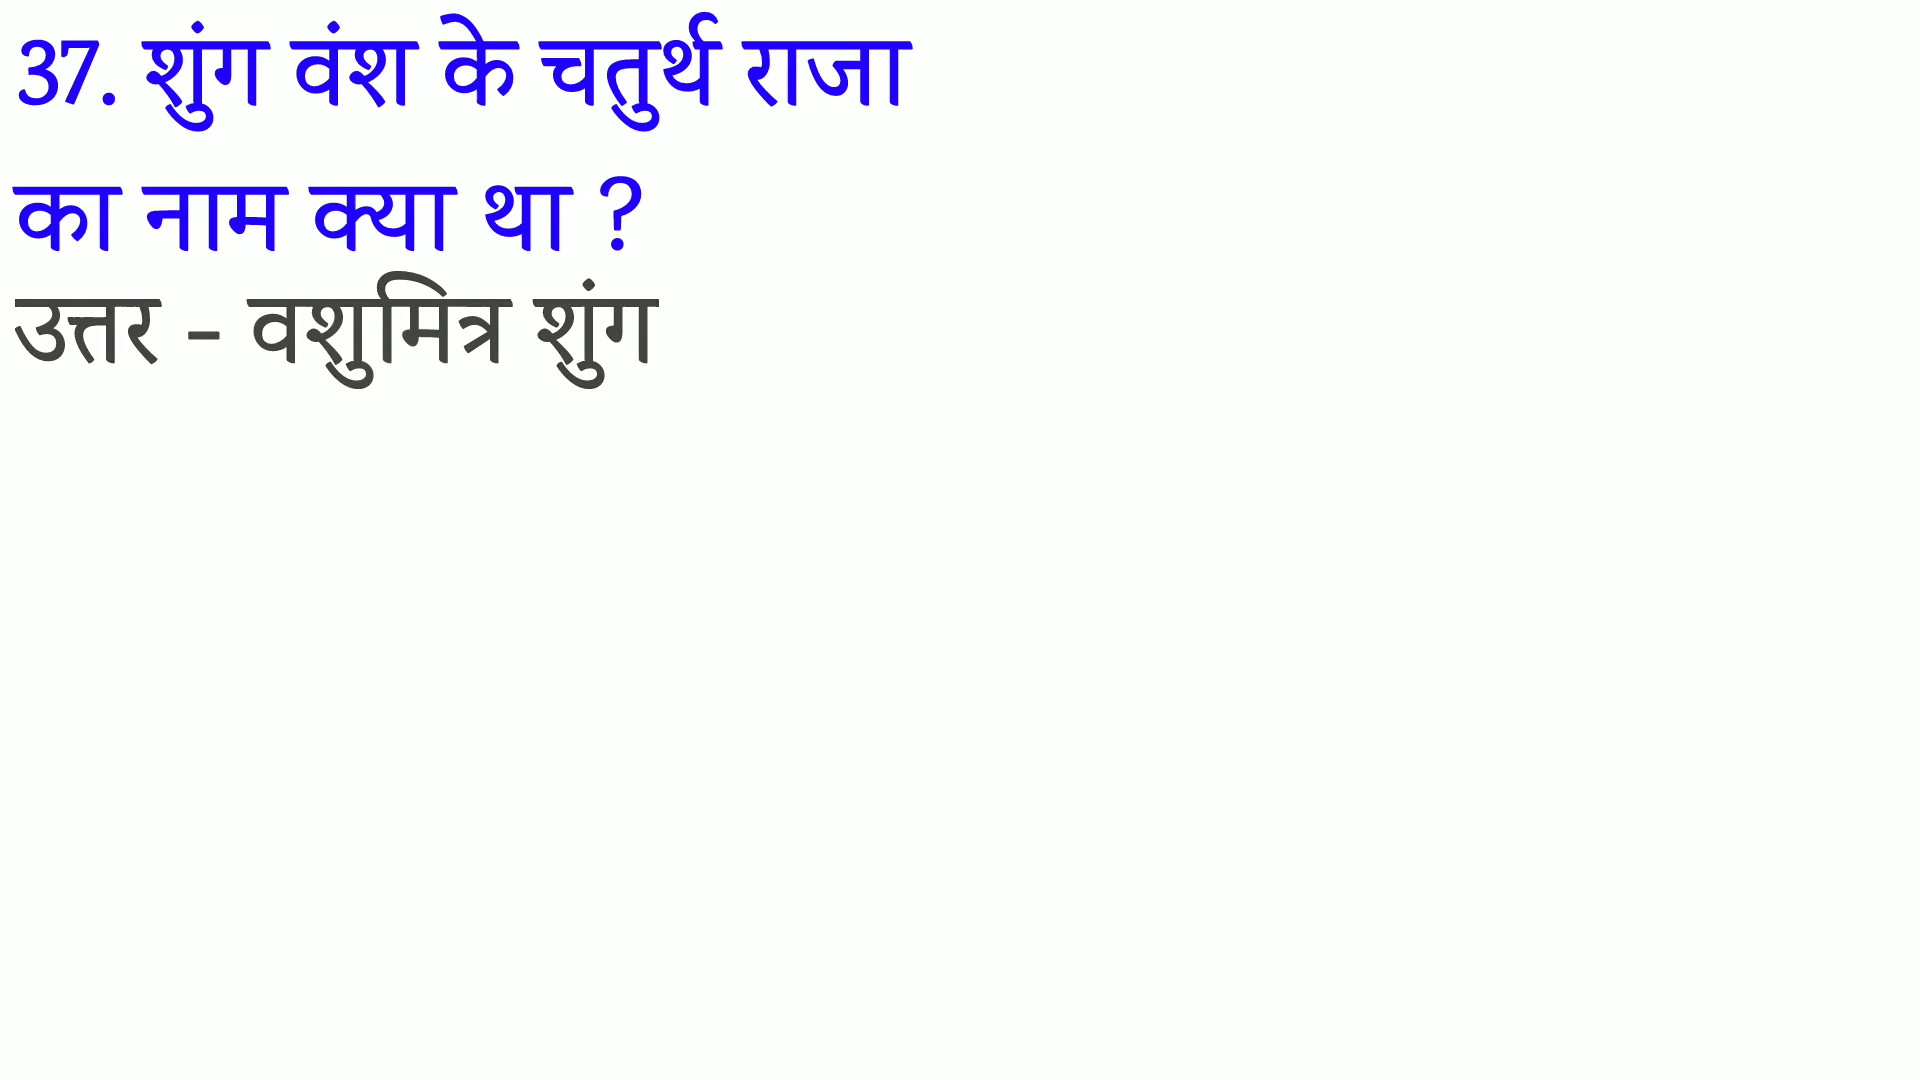 37. शुंग वंश के चतुर्थ राजा
का नाम क्या था ?
उत्तर - वशुमित्र शुंग